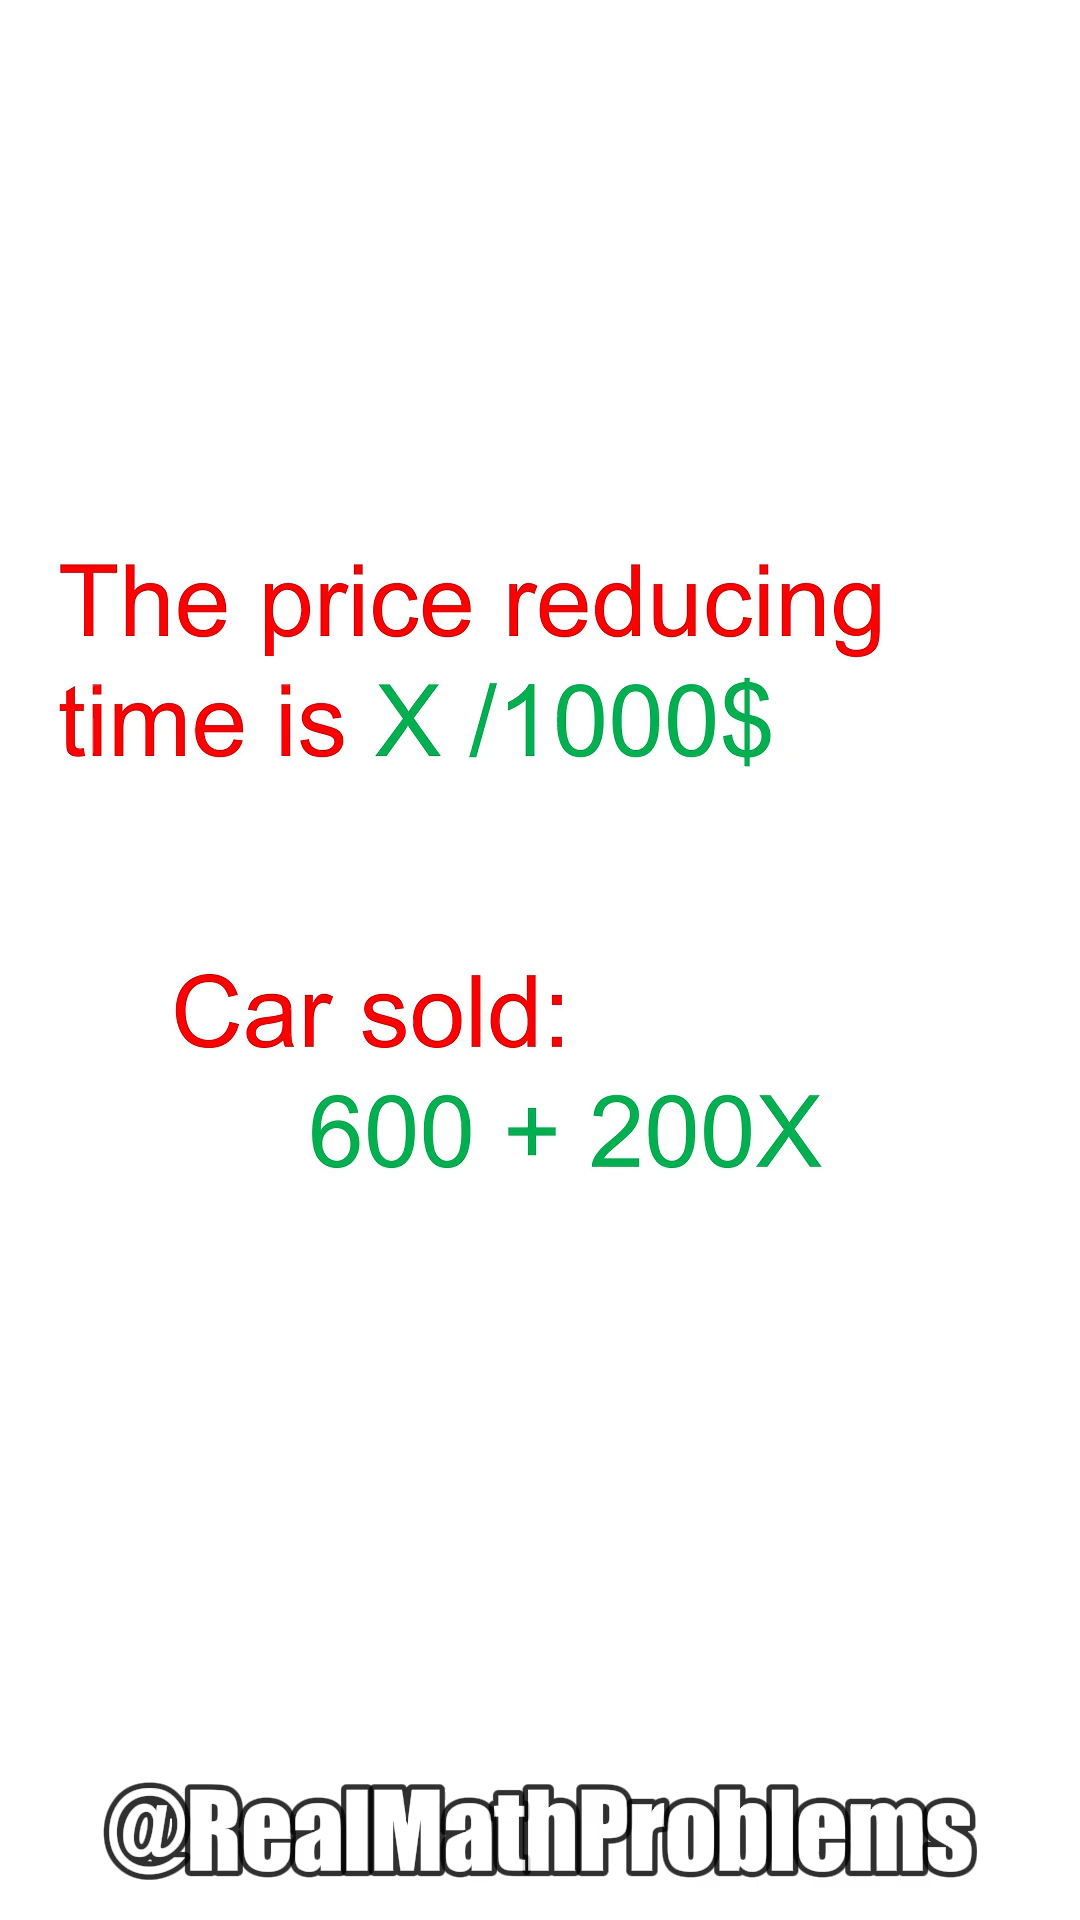 The price reducing
time is X /1000$
Car sold:
600 + 200X
@RealMathProblems